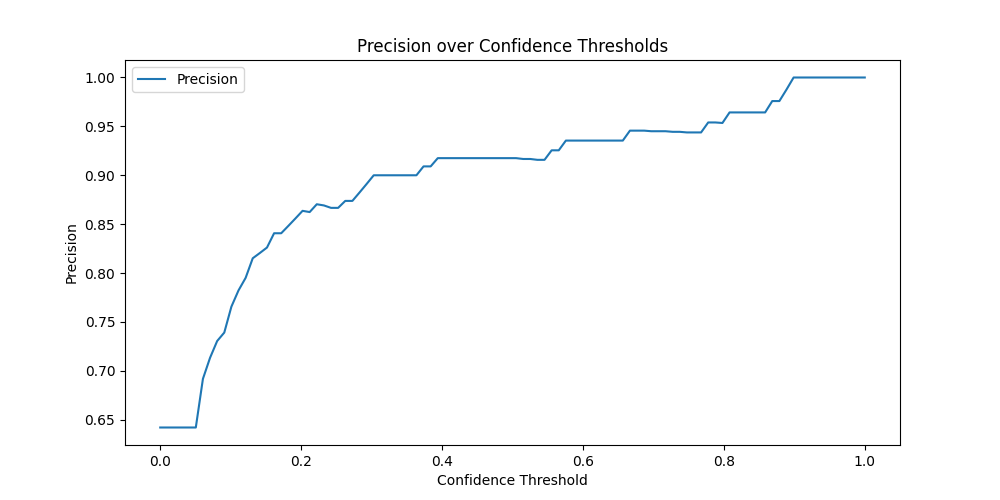 Precision over Confidence Thresholds
Precision
1.00
0.95
0.90
0.85
0.80
0.75
0.70
0.65
Precision
0.0 0.2 0.4 0.6 0.8 1.0
Confidence Threshold